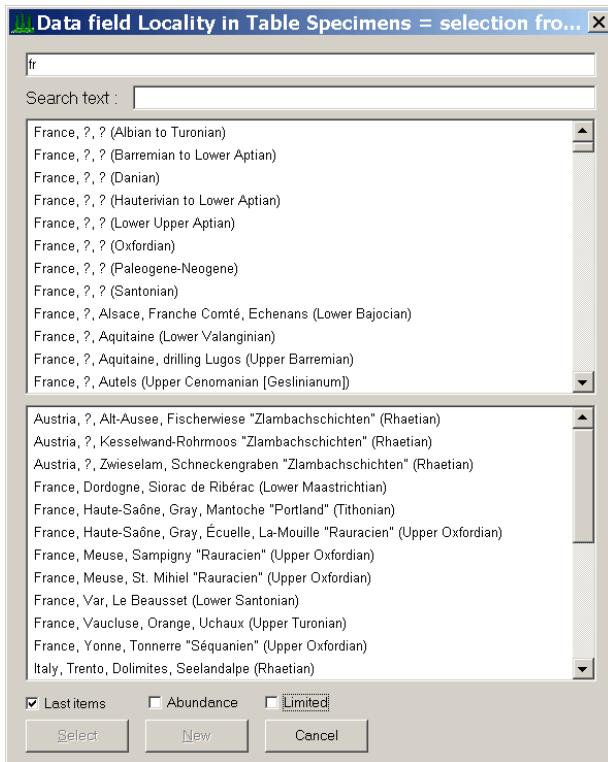 Data field Locality in Table Specimens = selection fro...
fr
Search text :
France, ?, ? (Albian to Turonian)
France, ?, ? (Barremian to Lower Aptian)
France, ?, ? (Danian)
France, ?, ? (Hauterivian to Lower Aptian)
France, ?, ? (Lower Upper Aptian)
France, ?, ? (Oxfordian)
France, ?, ? (Paleogene-Neogene)
France, ?, ? (Santonian)
France, ?, Alsace, Franche Comté, Echenans (Lower Bajocian)
France, ?, Aquitaine (Lower Valanginian)
France, ?, Aquitaine, drilling Lugos (Upper Barremian)
France, ?, Autels (Upper Cenomanian [Geslinianum])
Austria, ?, Alt-Ausee, Fischerwiese "Zlambachschichten" (Rhaetian)
Austria, ?, Kesselwand-Rohrmoos "Zlambachschichten" (Rhaetian)
Austria, ?, Zwieselam, Schneckengraben "Zlambachschichten" (Rhaetian)
France, Dordogne, Siorac de Ribérac (Lower Maastrichtian)
France, Haute-Saône, Gray, Mantoche "Portland" (Tithonian)
France, Haute-Saône, Gray, Écuelle, La-Mouille "Rauracien" (Upper Oxfordian)
France, Meuse, Sampigny "Rauracien" (Upper Oxfordian)
France, Meuse, St. Mihiel "Rauracien" (Upper Oxfordian)
France, Var, Le Beausset (Lower Santonian)
France, Vaucluse, Orange, Uchaux (Upper Turonian)
France, Yonne, Tonnerre "Séquanien" (Upper Oxfordian)
Italy, Trento, Dolimites, Seelandalpe (Rhaetian)
Last items Abundance Limited
Select New Cancel